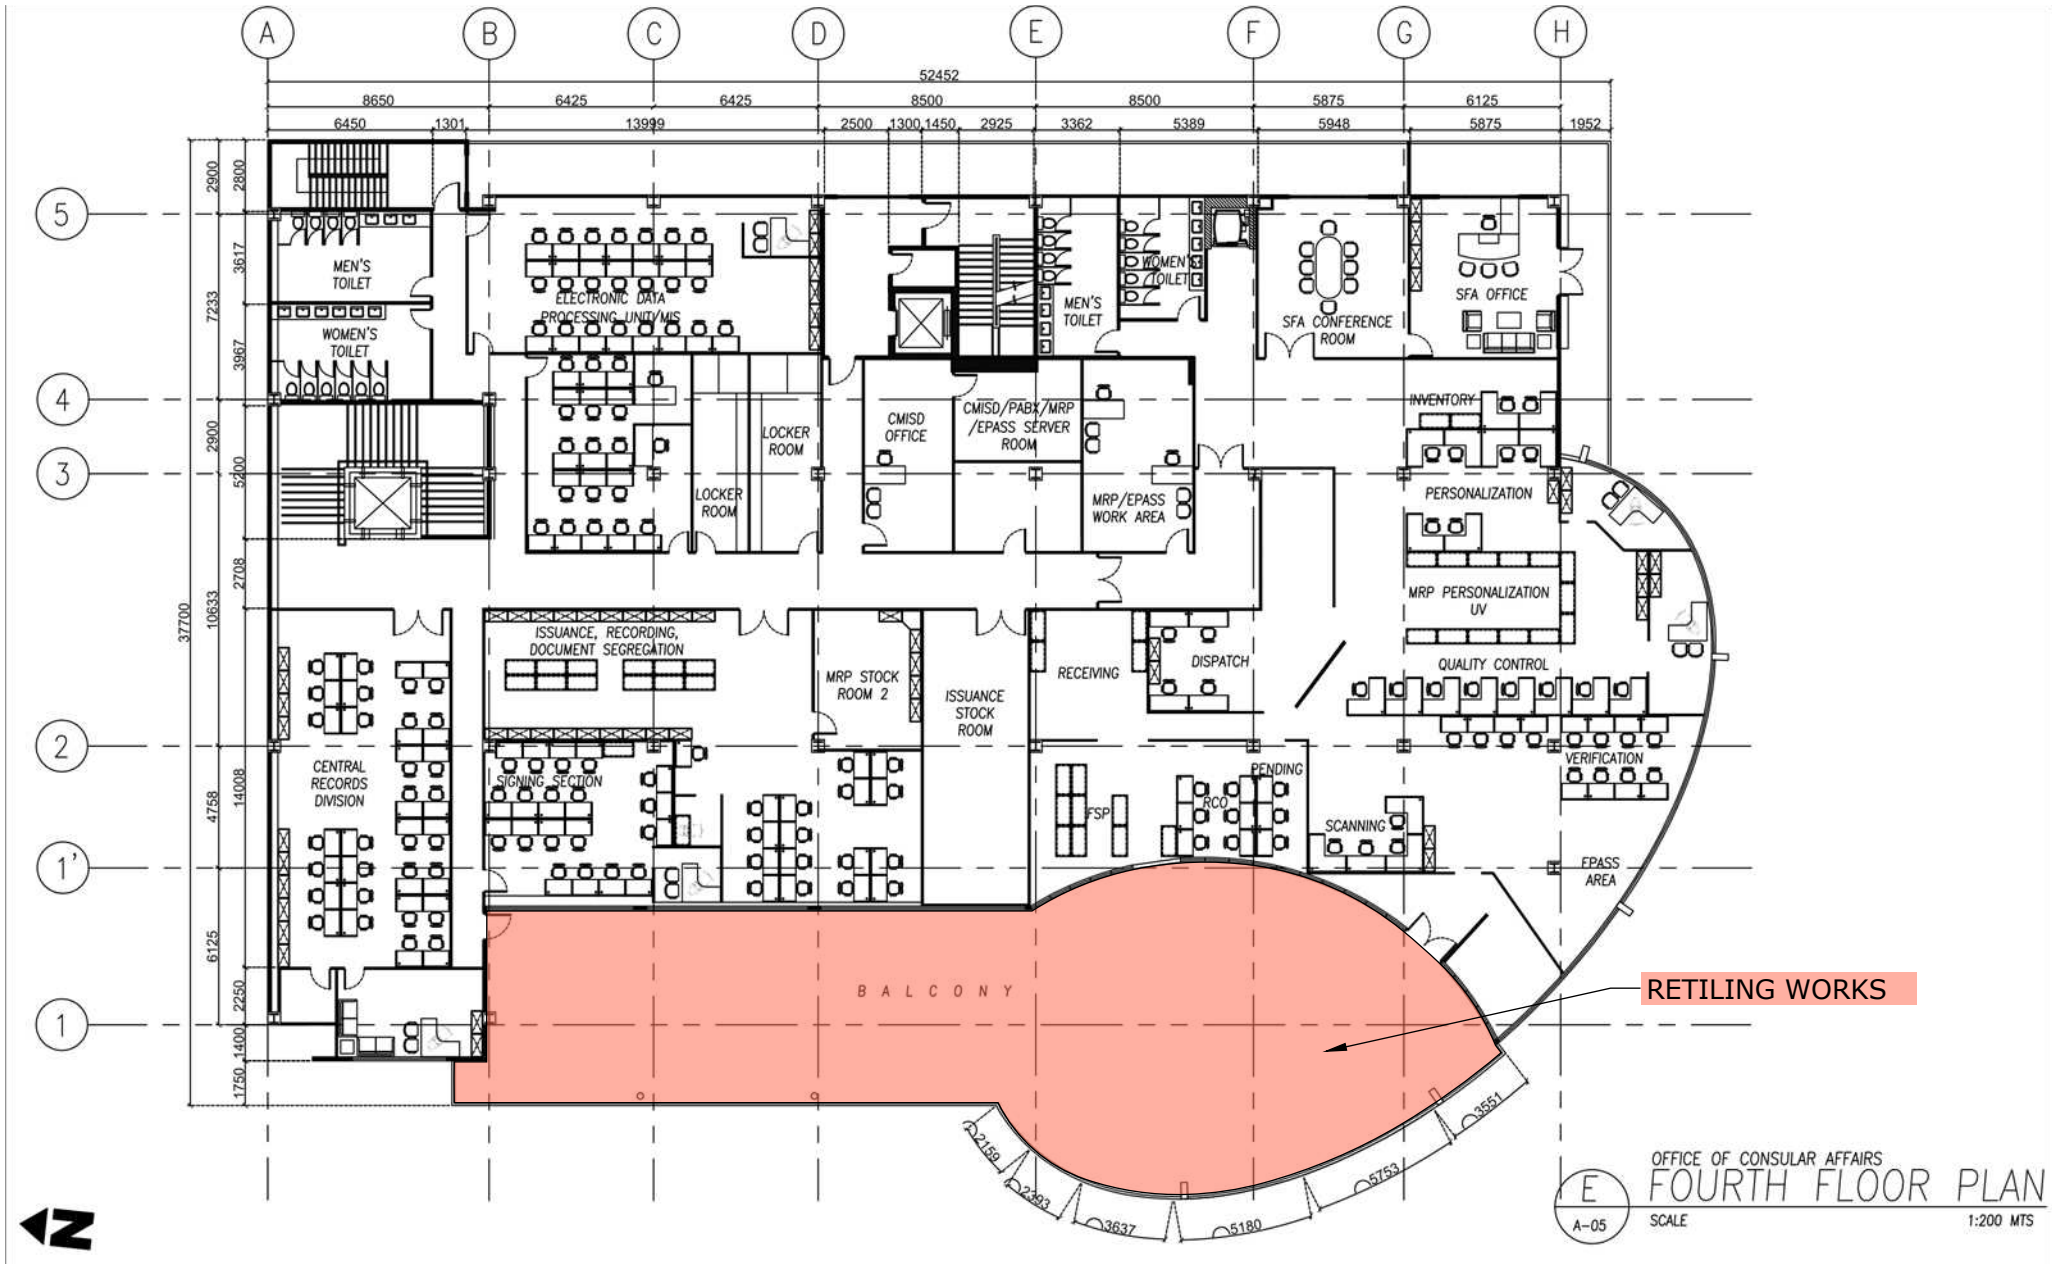 A B C D E F G H
52452
8650 6425 6425 8500 8500 5875 6125
6450 1301 13999 2500 1300 1450 2925 3362 5389 5948 5875 1952
5
4
3
2
1'
1
37700
2900
7233
2900
10633
4758
6125
2800
3617
3967
5200
2708
14008
2250
1400
1750
MEN'S
TOILET
WOMEN'S
TOILET
ELECTRONIC DATA
PROCESSING UNIT/MIS
LOCKER
ROOM
LOCKER
ROOM
CMISD
OFFICE
CMISD/PABX/MRP
/EPASS SERVER
ROOM
MEN'S
TOILET
WOMEN'S
TOILET
MRP/EPASS
WORK AREA
SFA CONFERENCE
ROOM
SFA OFFICE
INVENTORY
PERSONALIZATION
MRP PERSONALIZATION
UV
QUALITY CONTROL
VERIFICATION
EPASS
AREA
SCANNING
ISSUANCE, RECORDING,
DOCUMENT SEGREGATION
MRP STOCK
ROOM 2
ISSUANCE
STOCK
ROOM
RECEIVING
DISPATCH
CENTRAL
RECORDS
DIVISION
SIGNING SECTION
FSP
RCO
PENDING
BALCONY
RETILING WORKS
2159
2393
3637
5180
5753
3551
N
E
A-05
OFFICE OF CONSULAR AFFAIRS
FOURTH FLOOR PLAN
SCALE 1:200 MTS